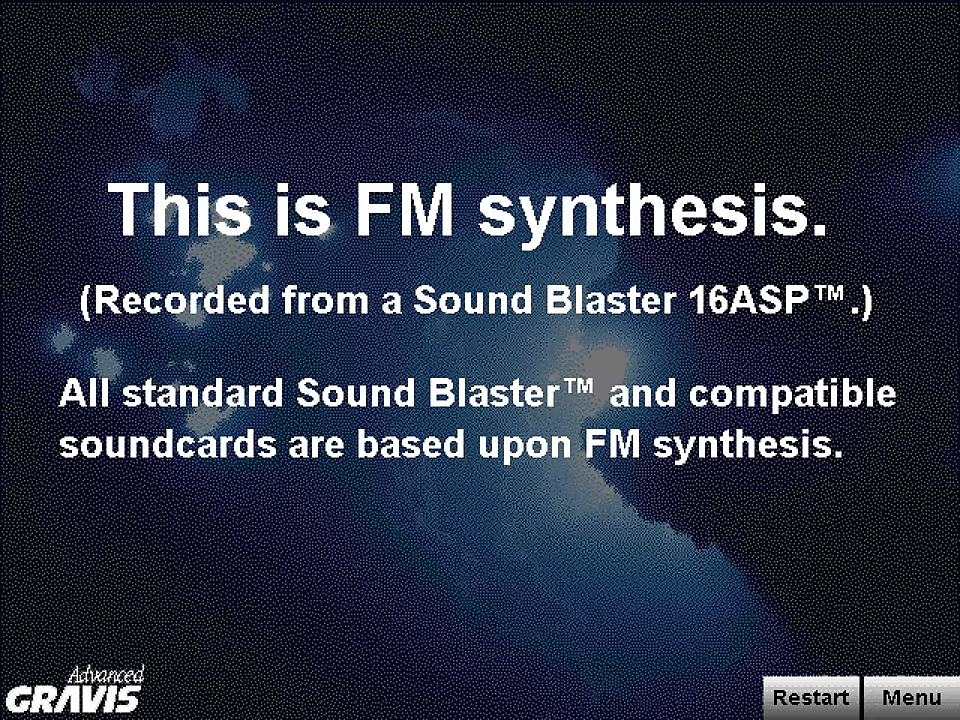 This is FM synthesis.
(Recorded from a Sound Blaster 16ASP™.)
All standard Sound Blaster™ and compatible
soundcards are based upon FM synthesis.
Advanced
GRAVIS
Restart
Menu